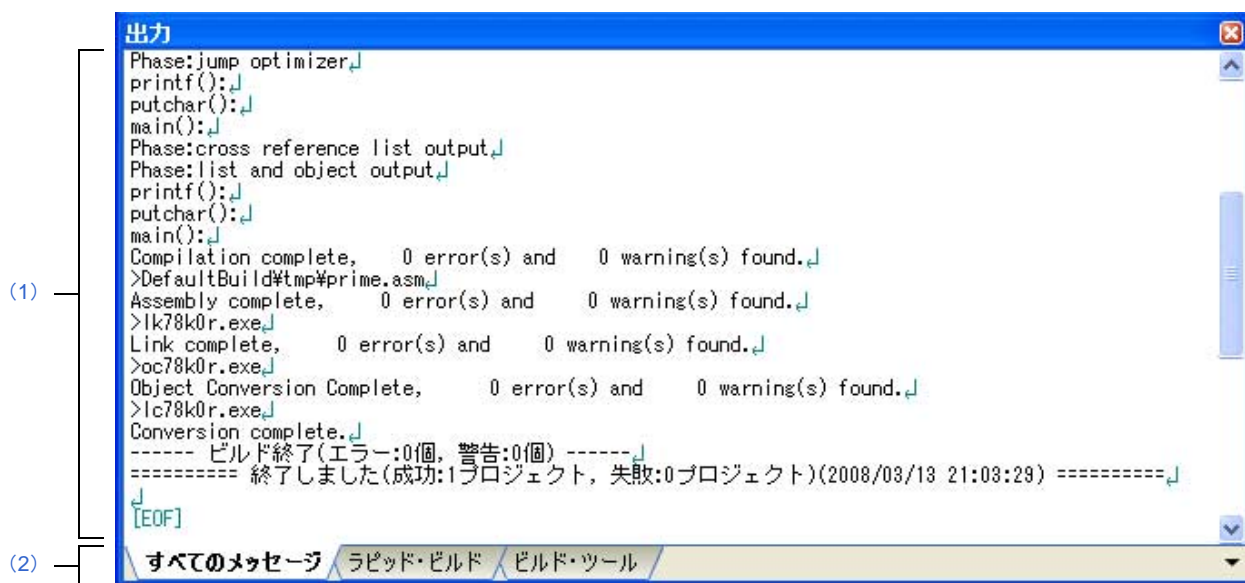 出力
Phase:jump optimizer↲
printf():↲
putchar():↲
main():↲
Phase:cross reference list output↲
Phase:list and object output↲
printf():↲
putchar():↲
main():↲
Compilation complete,    0 error(s) and    0 warning(s) found.↲
>DefaultBuild¥tmp¥prime.asm↲
Assembly complete,    0 error(s) and    0 warning(s) found.↲
(1)
>lk78k0r.exe↲
Link complete,    0 error(s) and    0 warning(s) found.↲
>oc78k0r.exe↲
Object Conversion Complete,    0 error(s) and    0 warning(s) found.↲
>lc78k0r.exe↲
Conversion complete.↲
------ ビルド終了(エラー:0個, 警告:0個) ------↲
========== 終了しました(成功:1プロジェクト, 失敗:0プロジェクト)(2008/03/13 21:03:29) ==========↲
↲
[EOF]
(2)
すべてのメッセージ ラピッド・ビルド ビルド・ツール